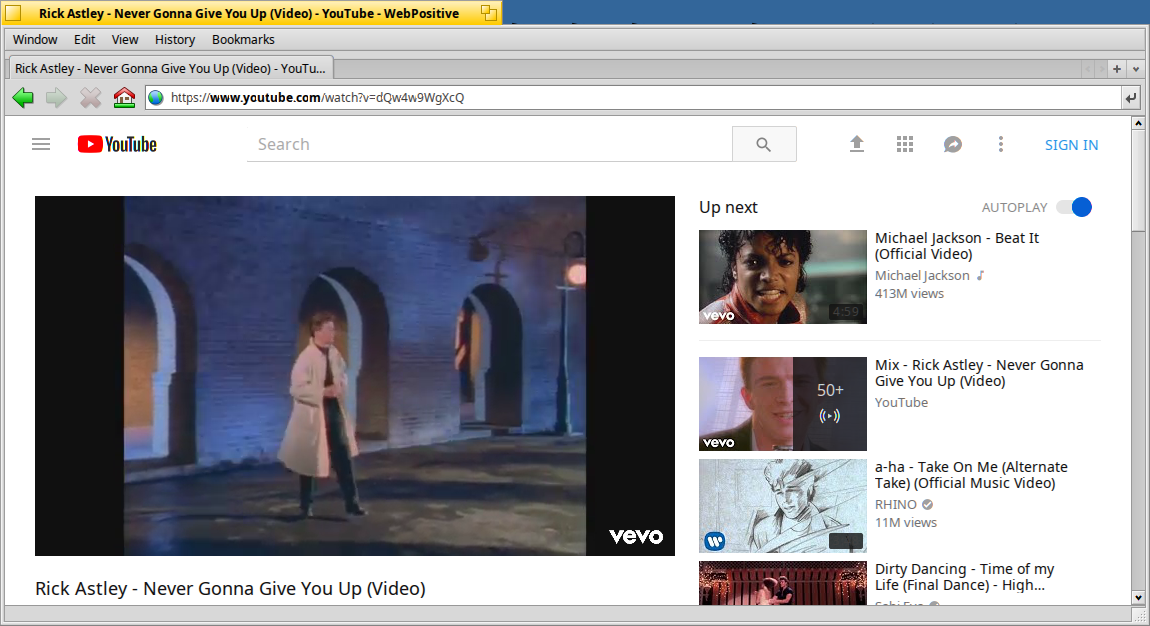 Rick Astley - Never Gonna Give You Up (Video) - YouTube - WebPositive
Window Edit View History Bookmarks
Rick Astley - Never Gonna Give You Up (Video) - YouTu...
https://www.youtube.com/watch?v=dQw4w9WgXcQ
YouTube
Search
SIGN IN
vevo
Rick Astley - Never Gonna Give You Up (Video)
Up next
AUTOPLAY
vevo
4:59
Michael Jackson - Beat It
(Official Video)
Michael Jackson
413M views
vevo
50+
Mix - Rick Astley - Never Gonna
Give You Up (Video)
YouTube
a-ha - Take On Me (Alternate
Take) (Official Music Video)
RHINO
11M views
Dirty Dancing - Time of my
Life (Final Dance) - High...